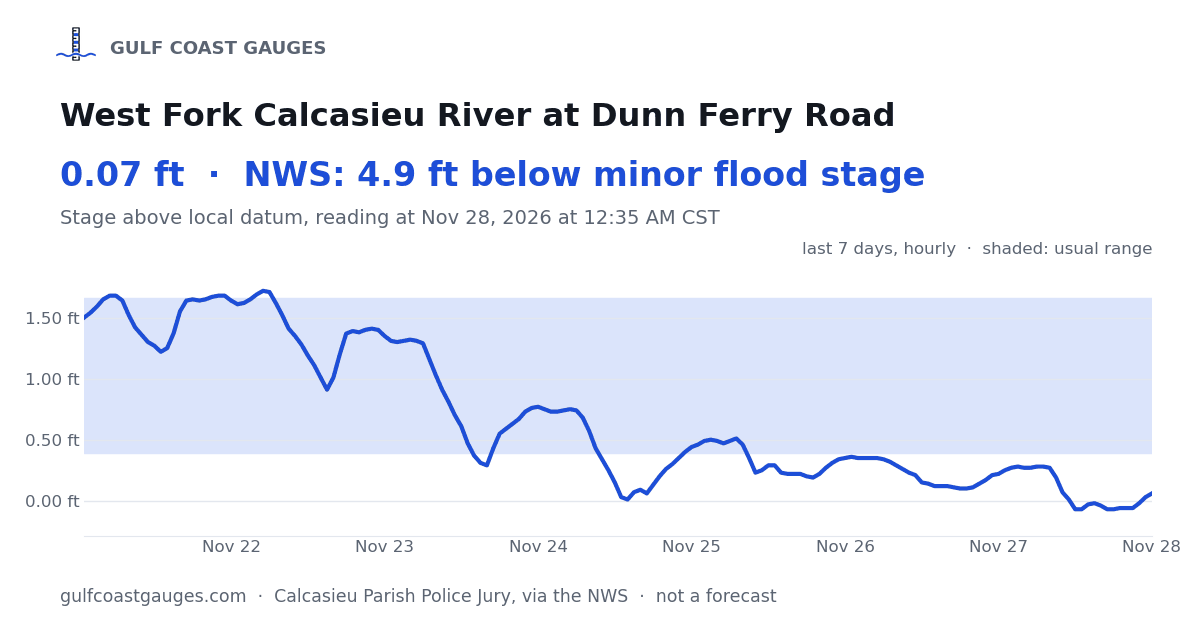 GULF COAST GAUGES
West Fork Calcasieu River at Dunn Ferry Road
0.07 ft · NWS: 4.9 ft below minor flood stage
Stage above local datum, reading at Nov 28, 2026 at 12:35 AM CST
last 7 days, hourly · shaded: usual range
1.50 ft
1.00 ft
0.50 ft
0.00 ft
Nov 22 Nov 23 Nov 24 Nov 25 Nov 26 Nov 27 Nov 28
gulfcoastgauges.com · Calcasieu Parish Police Jury, via the NWS · not a forecast